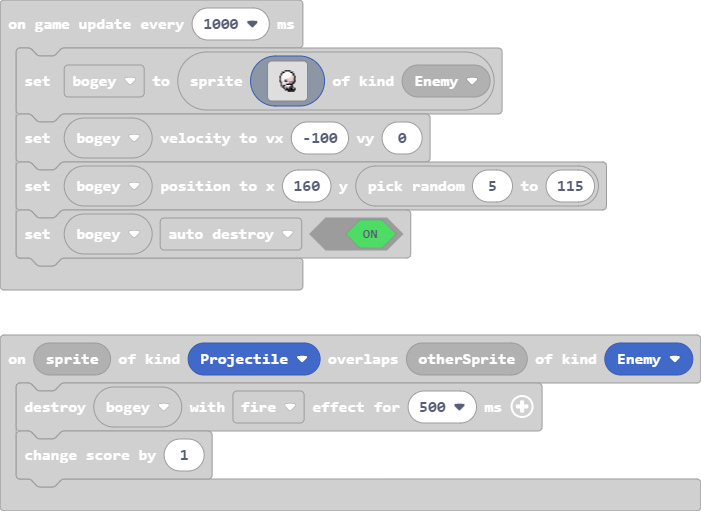 on game update every 1000 ms
set bogey to sprite of kind Enemy
set bogey velocity to vx -100 vy 0
set bogey position to x 160 y pick random 5 to 115
set bogey auto destroy ON
on sprite of kind Projectile overlaps otherSprite of kind Enemy
destroy bogey with fire effect for 500 ms
change score by 1